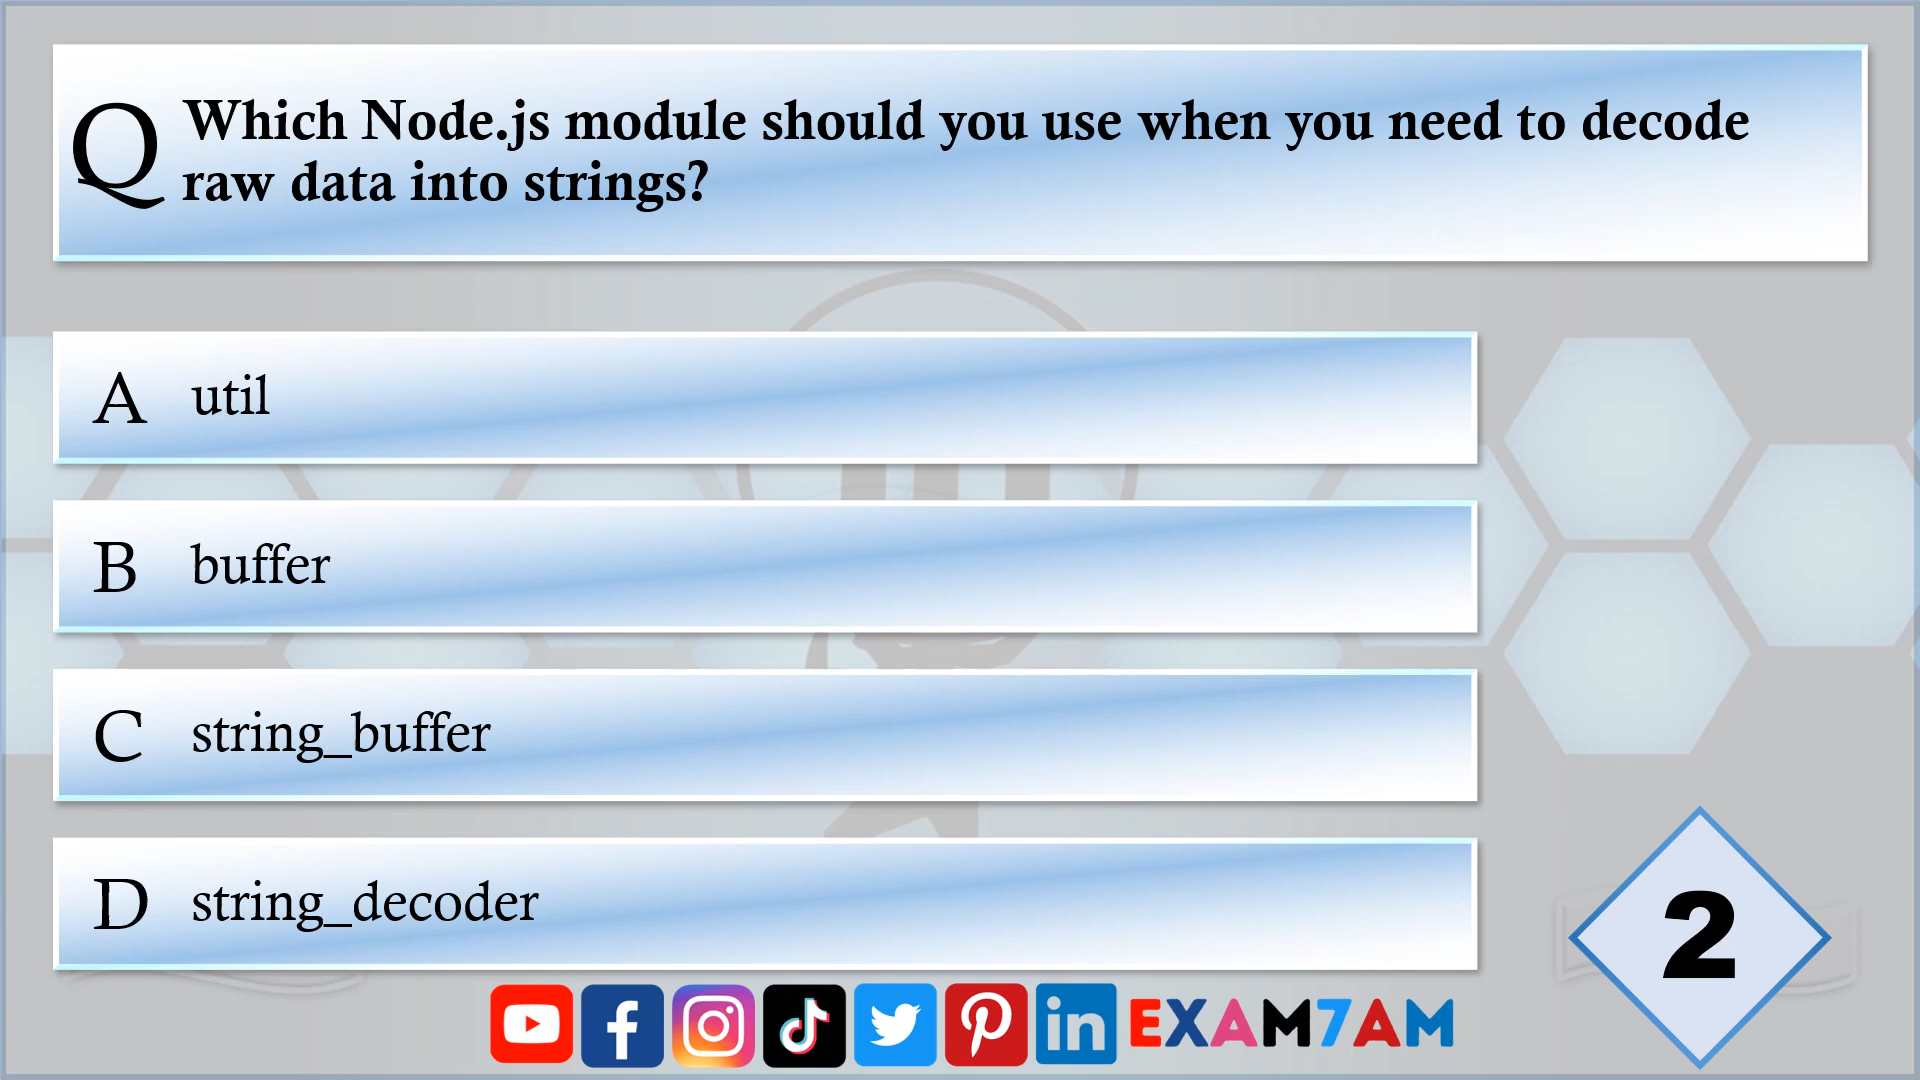 Q Which Node.js module should you use when you need to decode
raw data into strings?
A util
B buffer
C string_buffer
D string_decoder
2
EXAM7AM